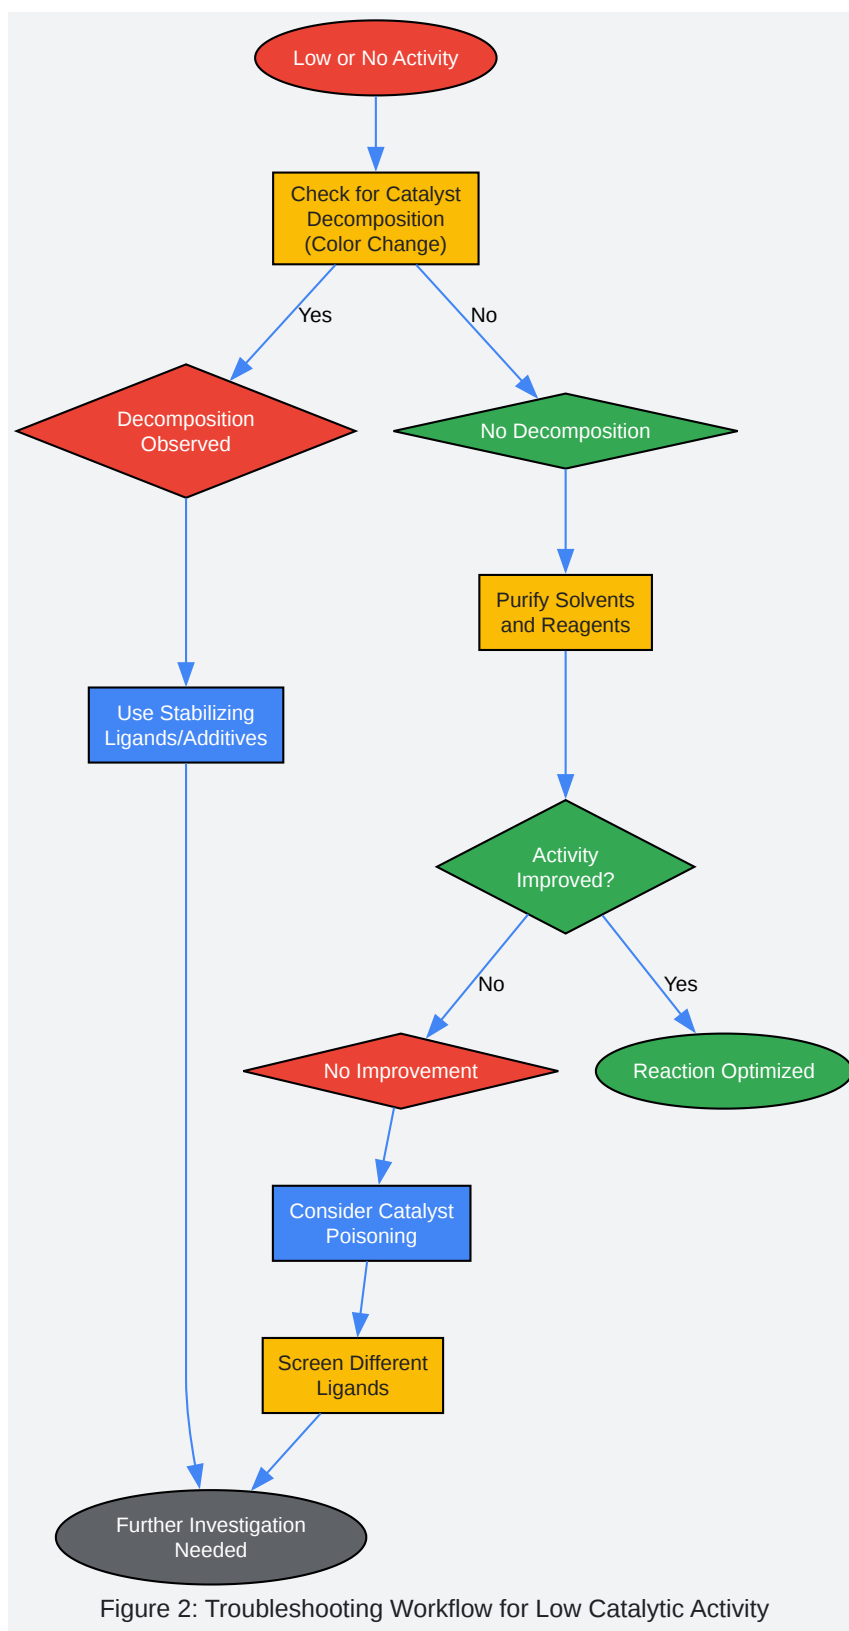 Low or No Activity
Check for Catalyst
Decomposition
(Color Change)
Yes
No
Decomposition
Observed
No Decomposition
Purify Solvents
and Reagents
Use Stabilizing
Ligands/Additives
Activity
Improved?
No
Yes
No Improvement
Reaction Optimized
Consider Catalyst
Poisoning
Screen Different
Ligands
Further Investigation
Needed
Figure 2: Troubleshooting Workflow for Low Catalytic Activity